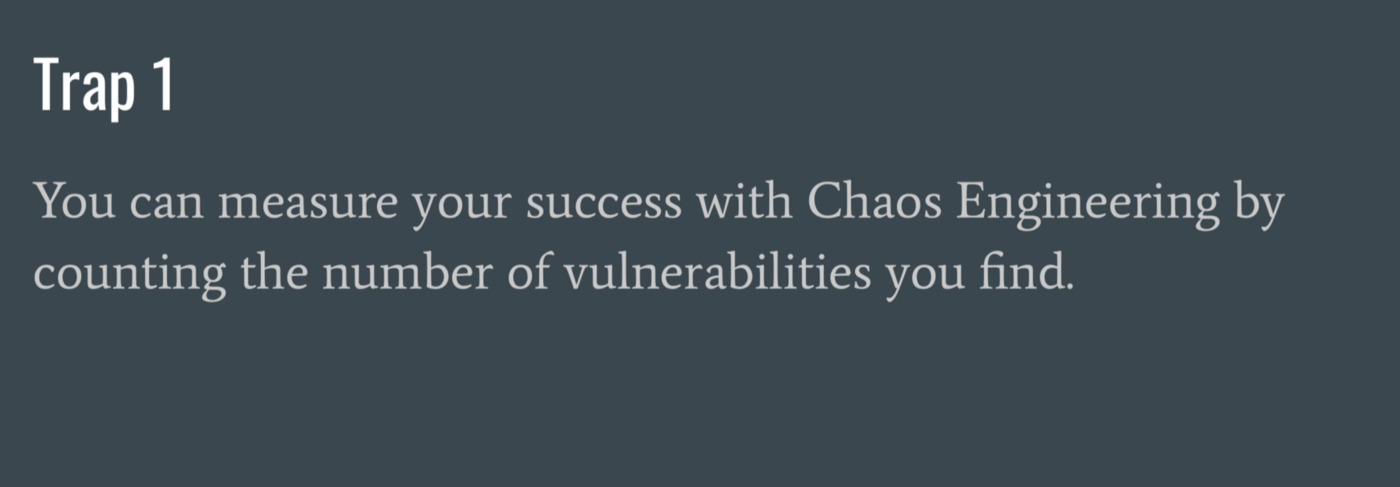 Trap 1
You can measure your success with Chaos Engineering by
counting the number of vulnerabilities you find.